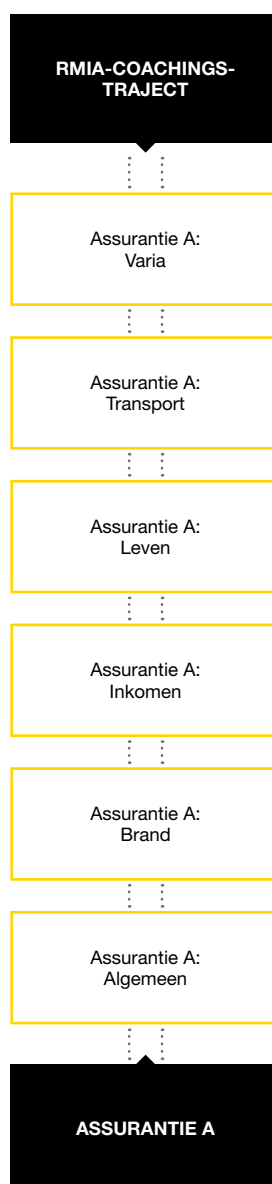 RMIA-COACHINGS-
TRAJECT
Assurantie A:
Varia
Assurantie A:
Transport
Assurantie A:
Leven
Assurantie A:
Inkomen
Assurantie A:
Brand
Assurantie A:
Algemeen
ASSURANTIE A